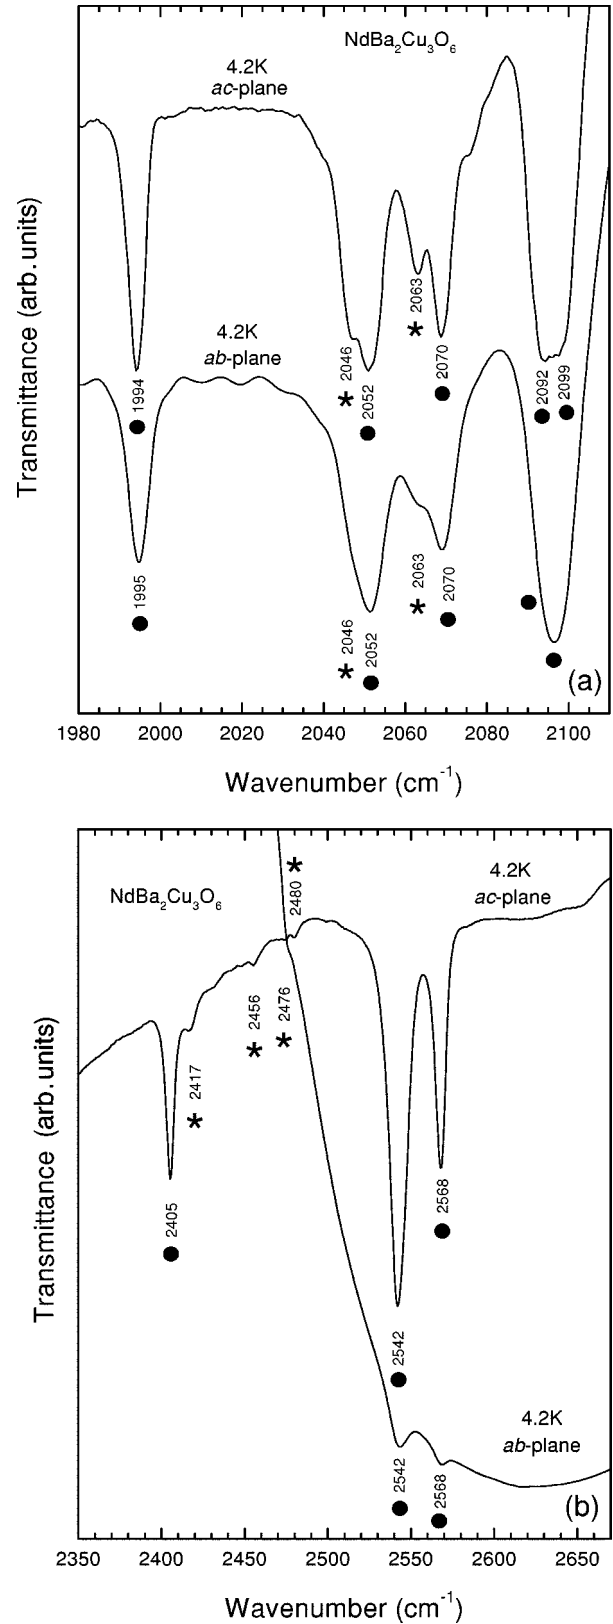 NdBa2Cu3O6
4.2K
ac-plane
4.2K
ab-plane
1994
2046
2052
2063
2070
2092
2099
1995
2046
2052
2063
2070
(a)
Transmittance (arb.units)
1980 2000 2020 2040 2060 2080 2100
Wavenumber (cm-1)
NdBa2Cu3O6
2480
4.2K
ac-plane
2456
2476
2417
2405
2568
2542
4.2K
ab-plane
2542
2568
(b)
Transmittance (arb.units)
2350 2400 2450 2500 2550 2600 2650
Wavenumber (cm-1)